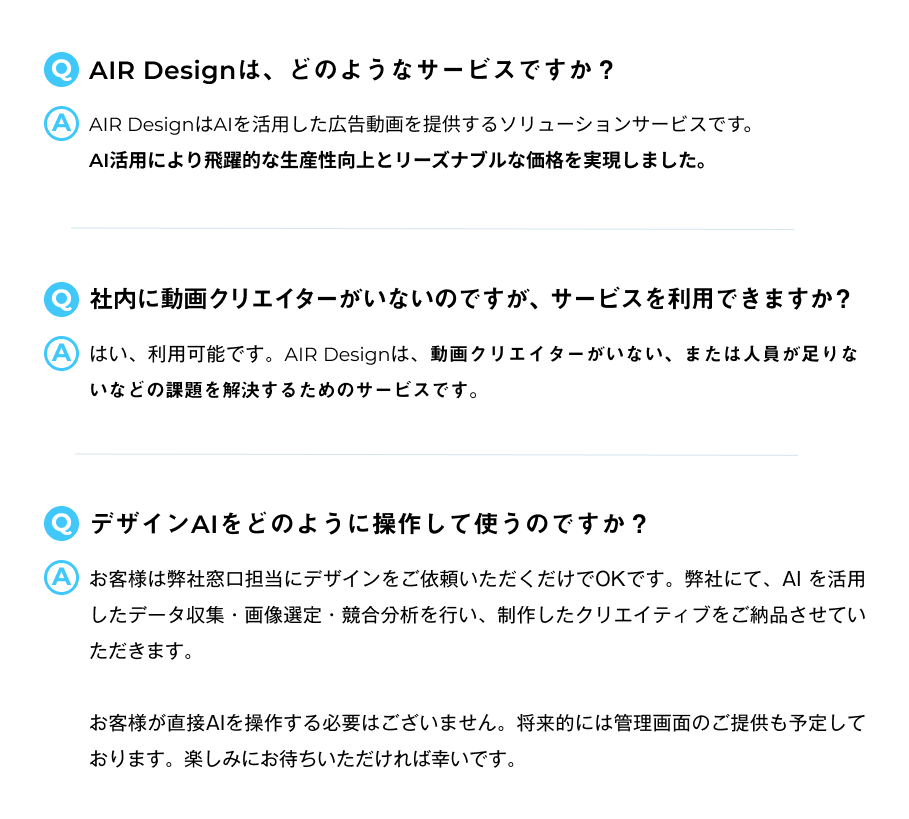 Q AIR Designは、どのようなサービスですか？
A AIR DesignはAIを活用した広告動画を提供するソリューションサービスです。
AI活用により飛躍的な生産性向上とリーズナブルな価格を実現しました。
Q 社内に動画クリエイターがいないのですが、サービスを利用できますか?
A はい、利用可能です。AIR Designは、動画クリエイターがいない、または人員が足りな
いなどの課題を解決するためのサービスです。
Q デザインAIをどのように操作して使うのですか？
A お客様は弊社窓口担当にデザインをご依頼いただくだけでOKです。弊社にて、AI を活用
したデータ収集・画像選定・競合分析を行い、制作したクリエイティブをご納品させてい
ただきます。
お客様が直接AIを操作する必要はございません。将来的には管理画面のご提供も予定して
おります。楽しみにお待ちいただければ幸いです。